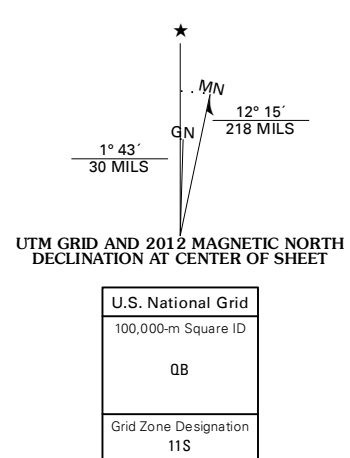 ★
MN
GN
12° 15´
218 MILS
1° 43´
30 MILS
UTM GRID AND 2012 MAGNETIC NORTH
DECLINATION AT CENTER OF SHEET
U.S. National Grid
100,000-m Square ID
QB
Grid Zone Designation
11S